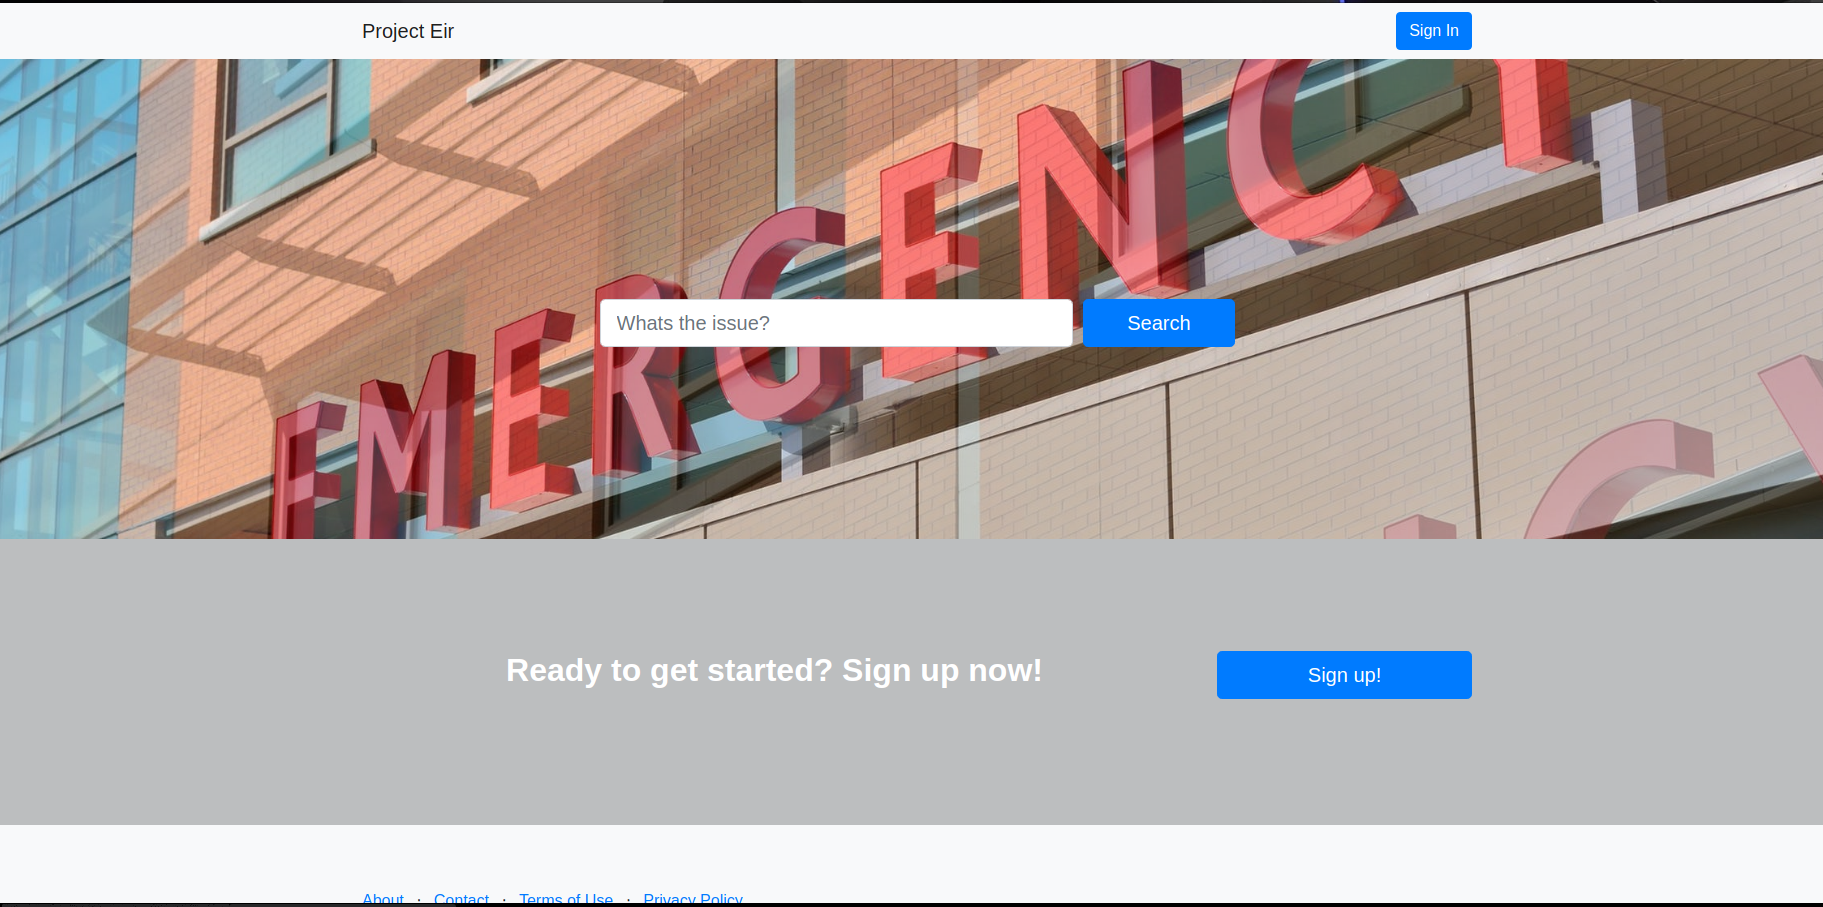 Project Eir
Sign In
EMERGENCY
Whats the issue?
Search
CY
Ready to get started? Sign up now!
Sign up!
About · Contact · Terms of Use · Privacy Policy